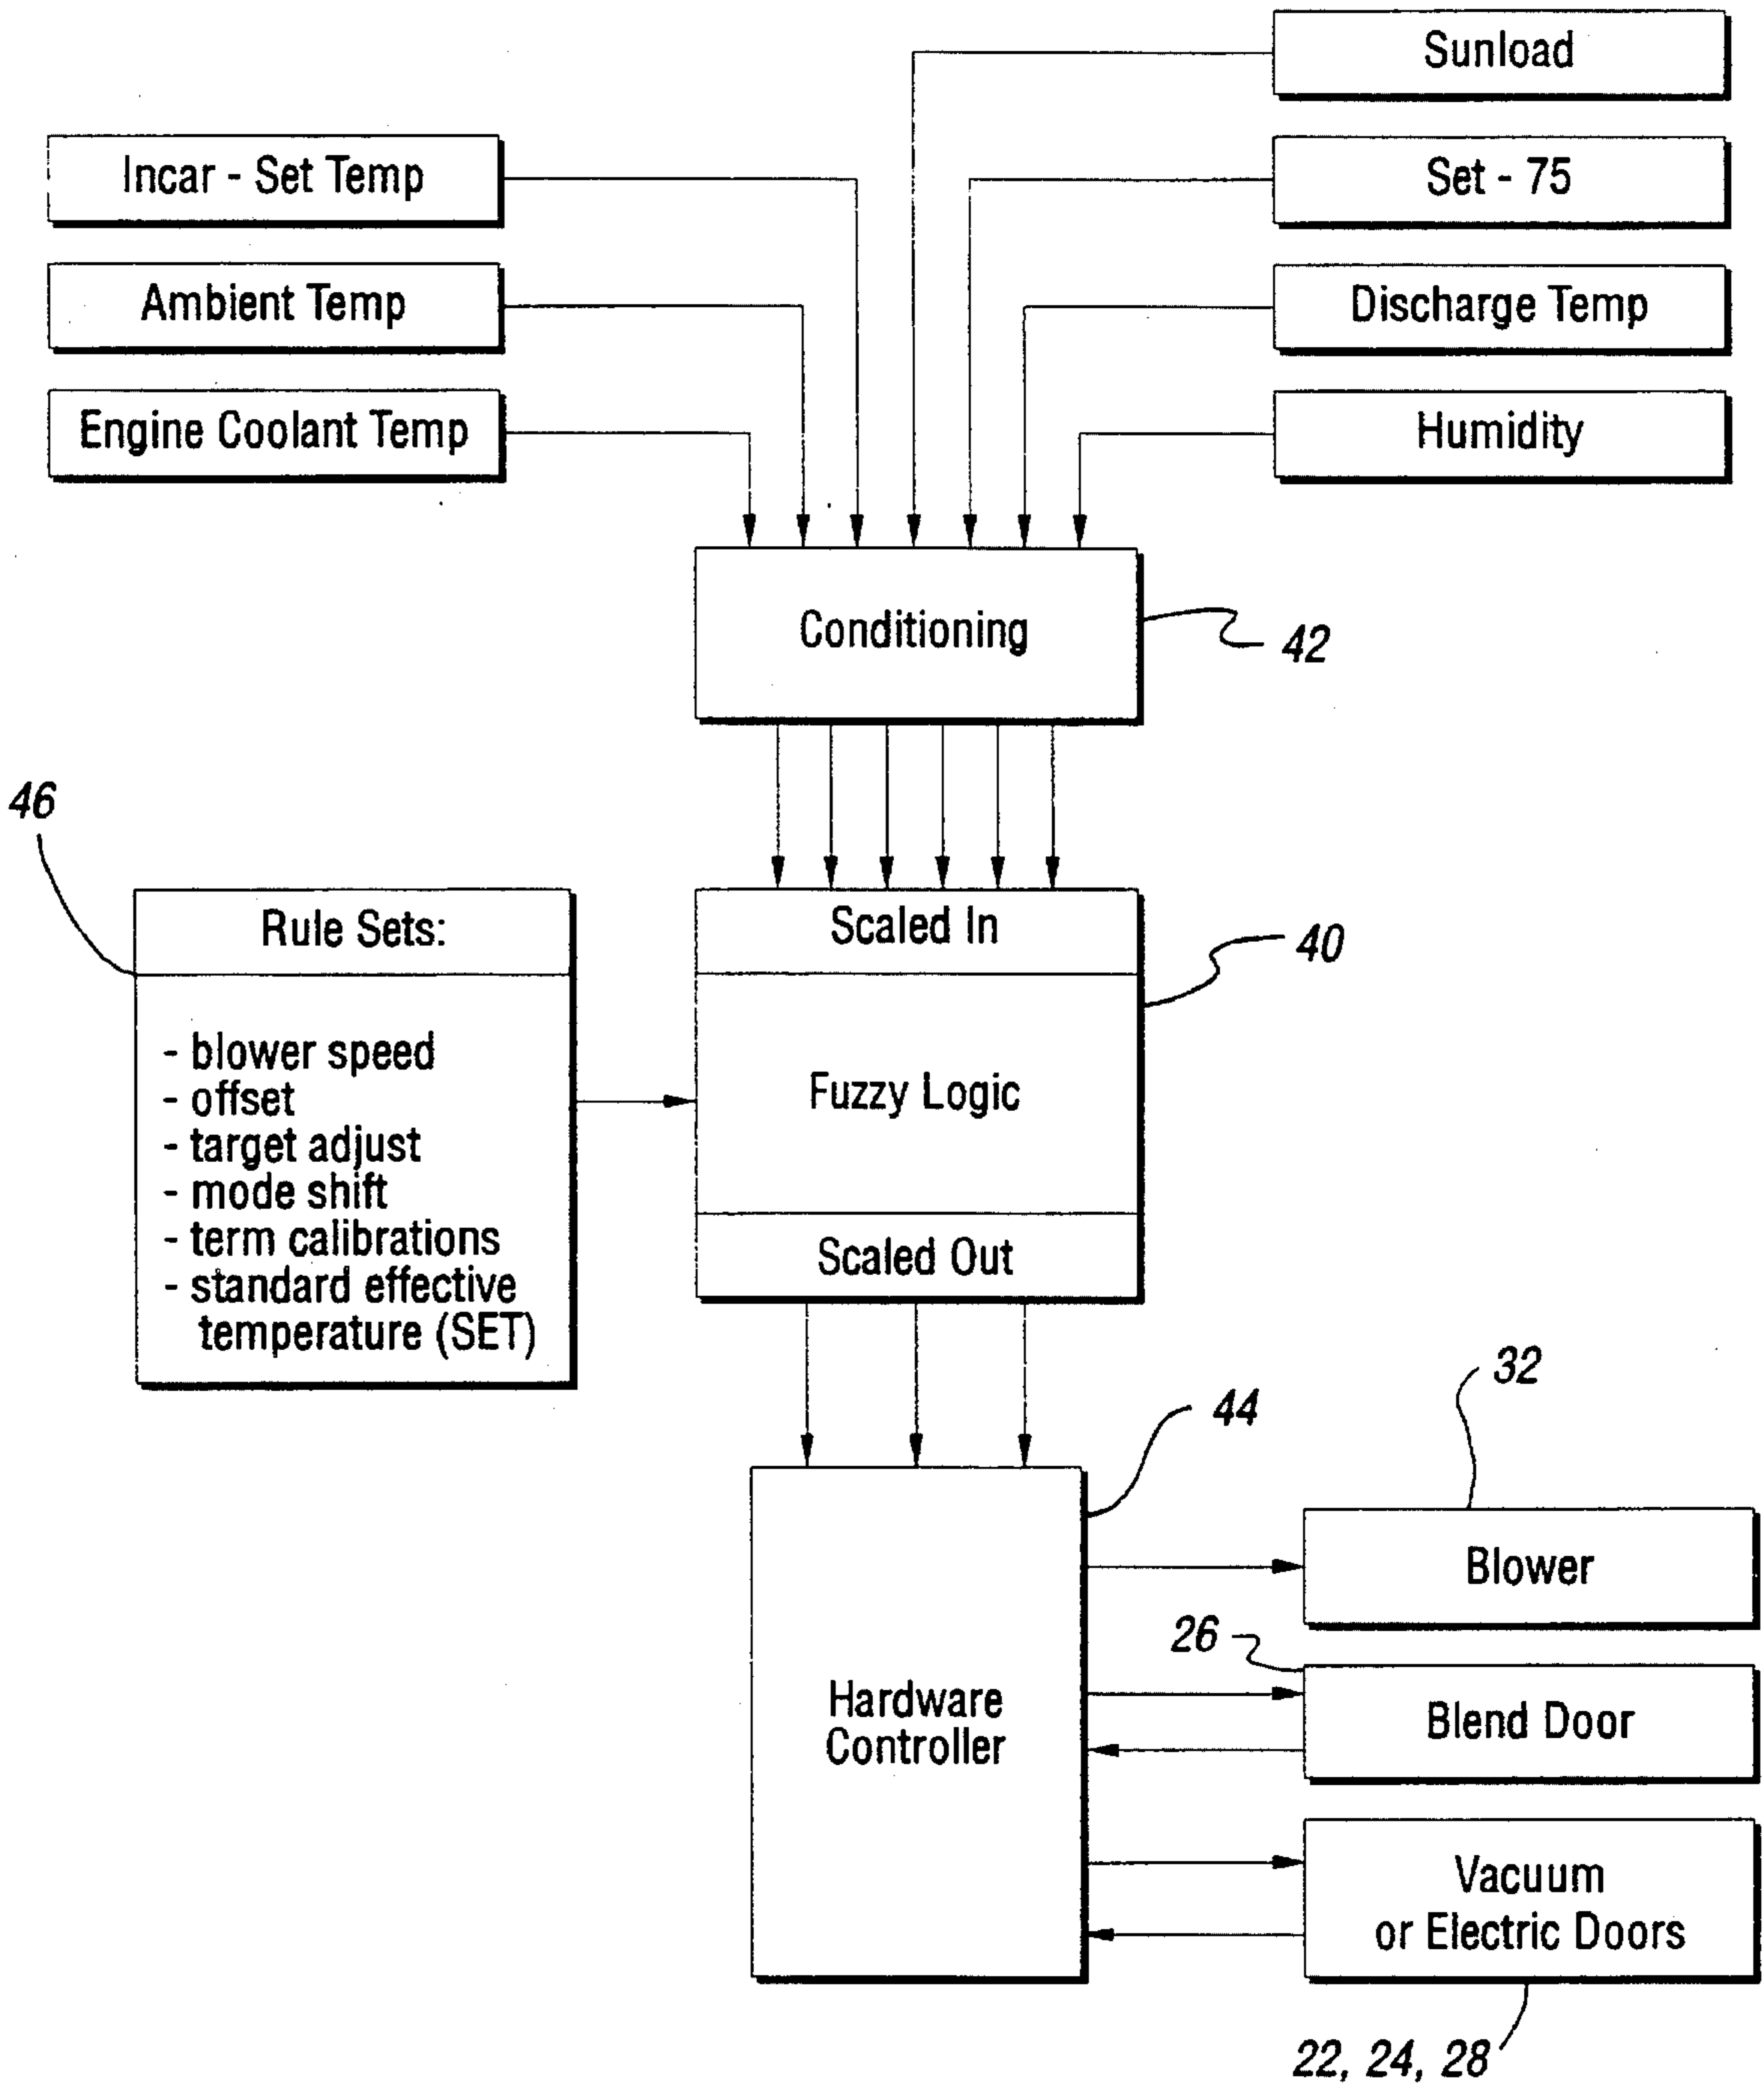 Sunload
Incar - Set Temp
Set - 75
Ambient Temp
Discharge Temp
Engine Coolant Temp
Humidity
Conditioning
42
46
Rule Sets:
- blower speed
- offset
- target adjust
- mode shift
- term calibrations
- standard effective
temperature (SET)
Scaled In
40
Fuzzy Logic
Scaled Out
44
32
Hardware
Controller
Blower
26
Blend Door
Vacuum
or Electric Doors
22, 24, 28